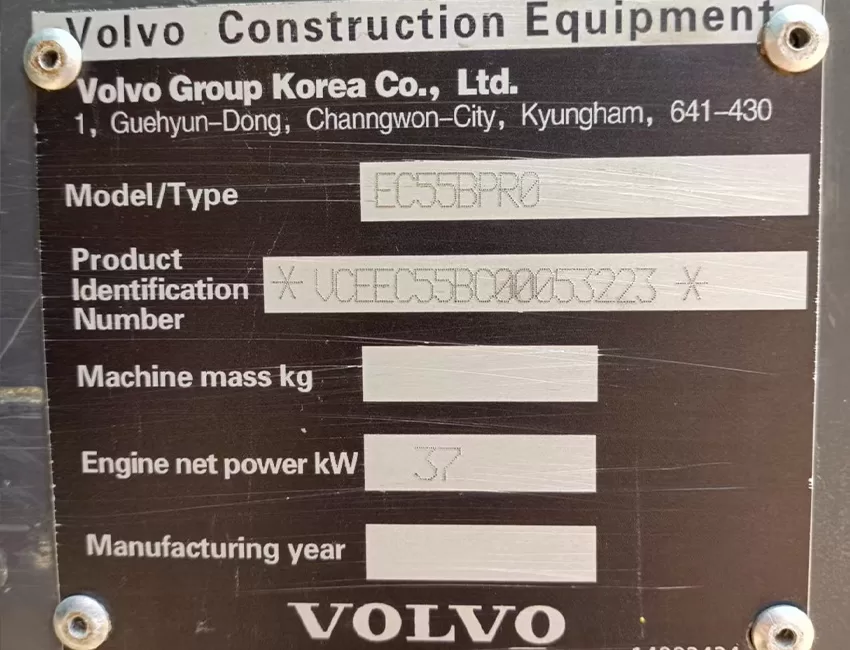 Volvo Construction Equipment
Volvo Group Korea Co., Ltd.
1, Guehyun-Dong, Channgwon-City, Kyungham, 641-430
Model/Type EC55BPR0
Product
Identification
Number
* VCEEC55BC00053223 *
Machine mass kg
Engine net power kW 37
Manufacturing year
VOLVO